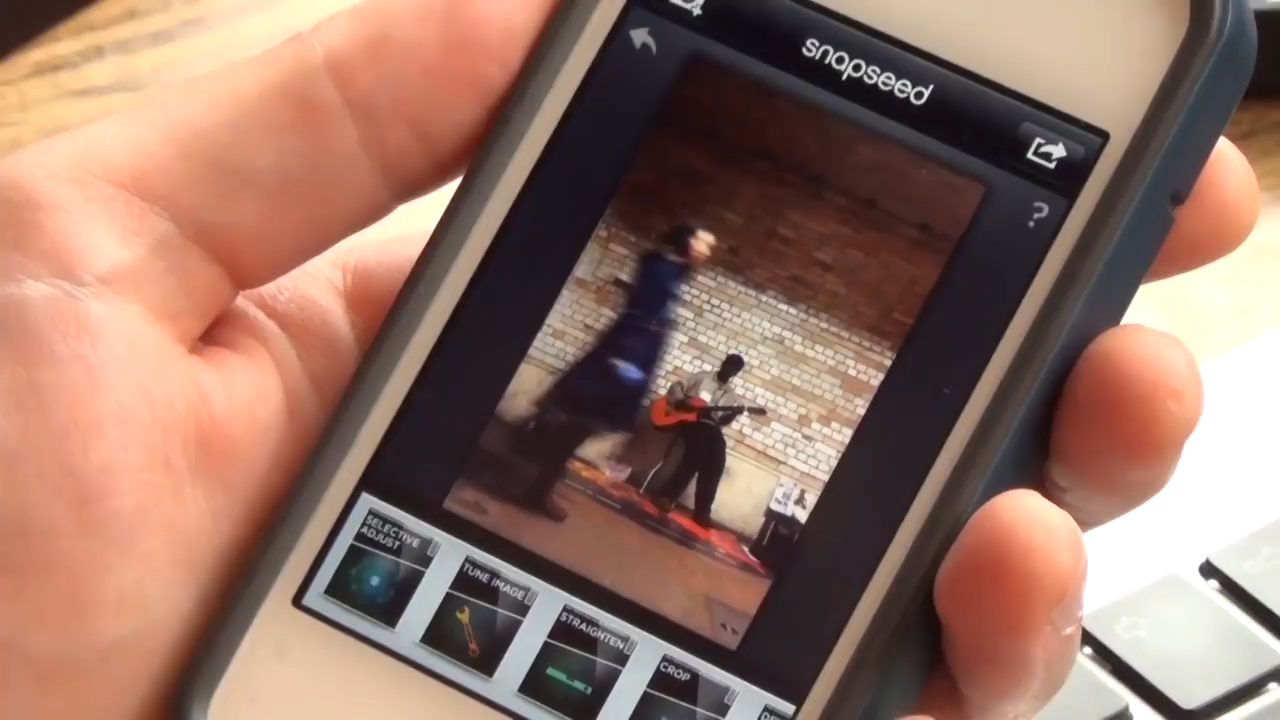 snapseed
?
SELECTIVE
ADJUST
TUNE IMAGE
STRAIGHTEN
CROP